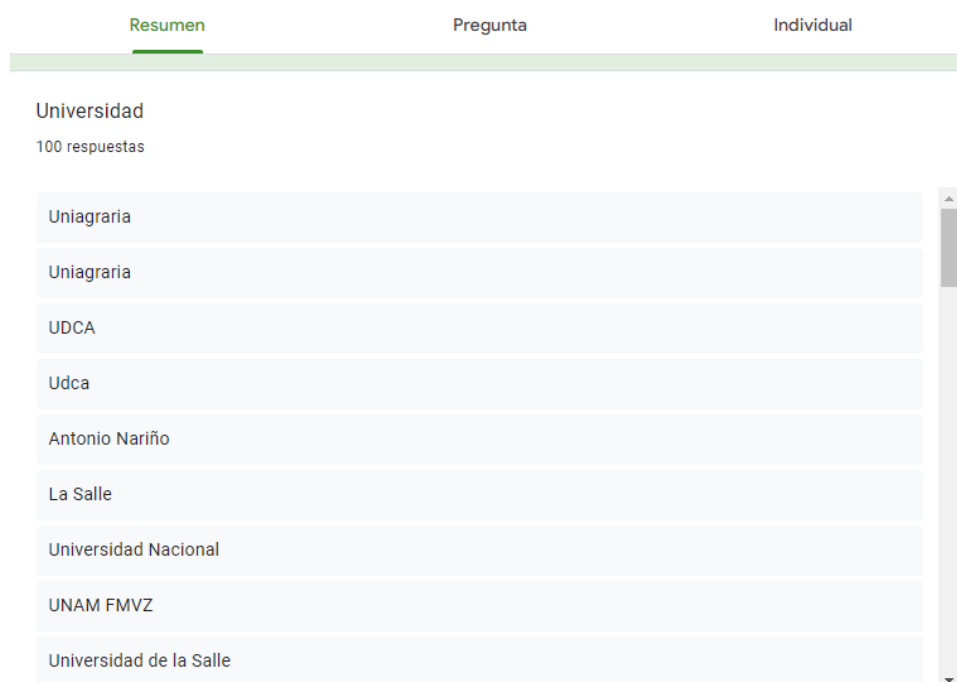 Resumen Pregunta Individual
Universidad
100 respuestas
Uniagraria
Uniagraria
UDCA
Udca
Antonio Nariño
La Salle
Universidad Nacional
UNAM FMVZ
Universidad de la Salle